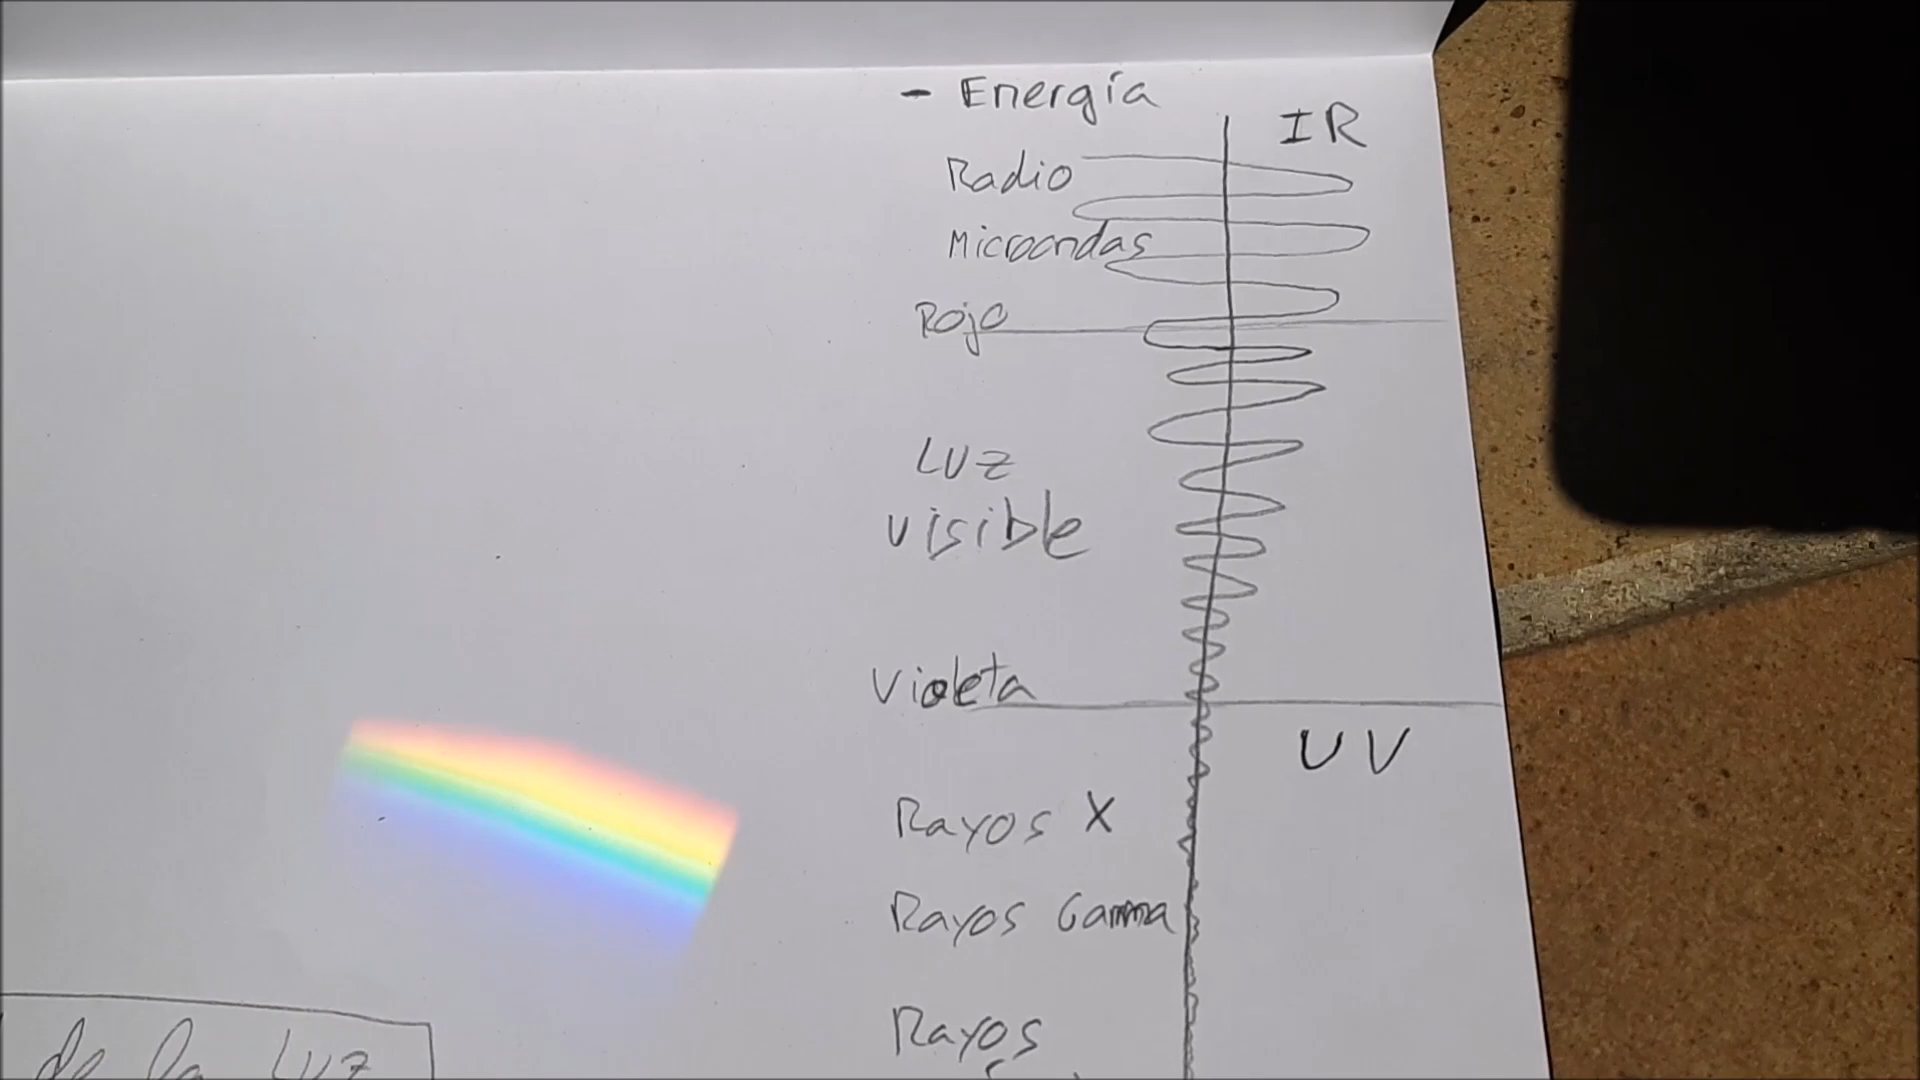 - Energía
IR
Radio
Microondas
Rojo
Luz
visible
Violeta
UV
Rayos X
Rayos Gamma
Rayos
de la Luz